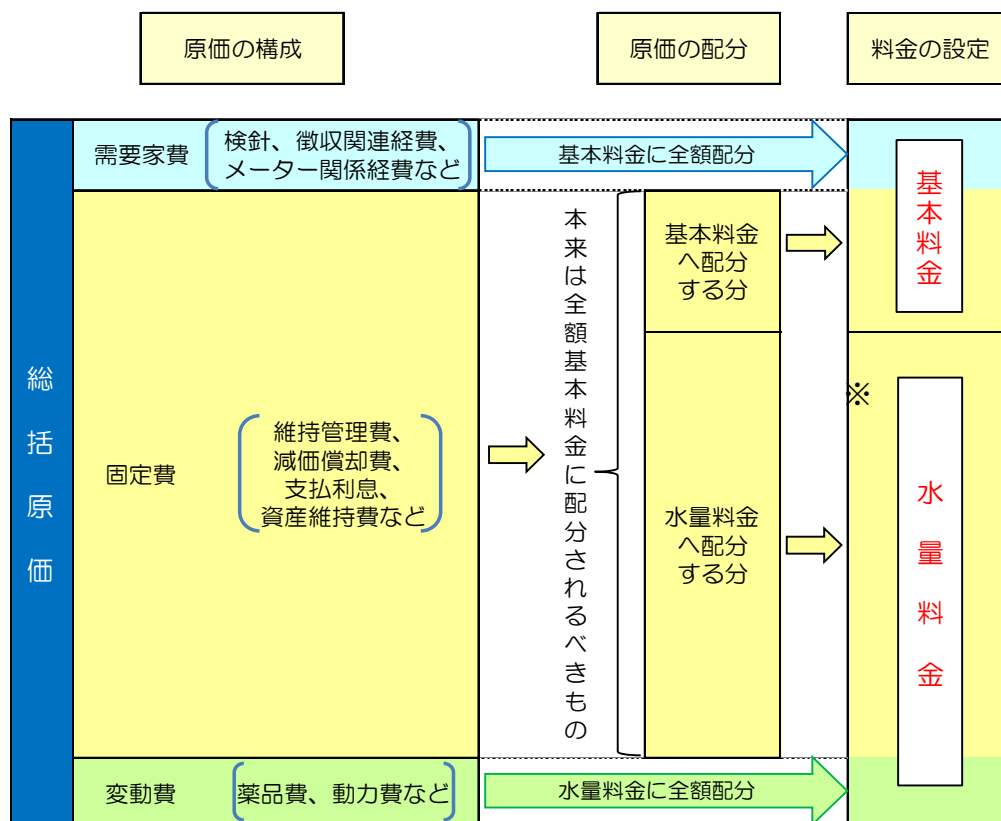 原価の構成
原価の配分
料金の設定
総括原価
需要家費
検針、徴収関連経費、
メーター関係経費など
基本料金に全額配分
基本料金
固定費
維持管理費、
減価償却費、
支払利息、
資産維持費など
本来は全額基本料金に配分されるべきもの
基本料金
へ配分
する分
水量料金
へ配分
する分
※
水量料金
変動費
薬品費、動力費など
水量料金に全額配分